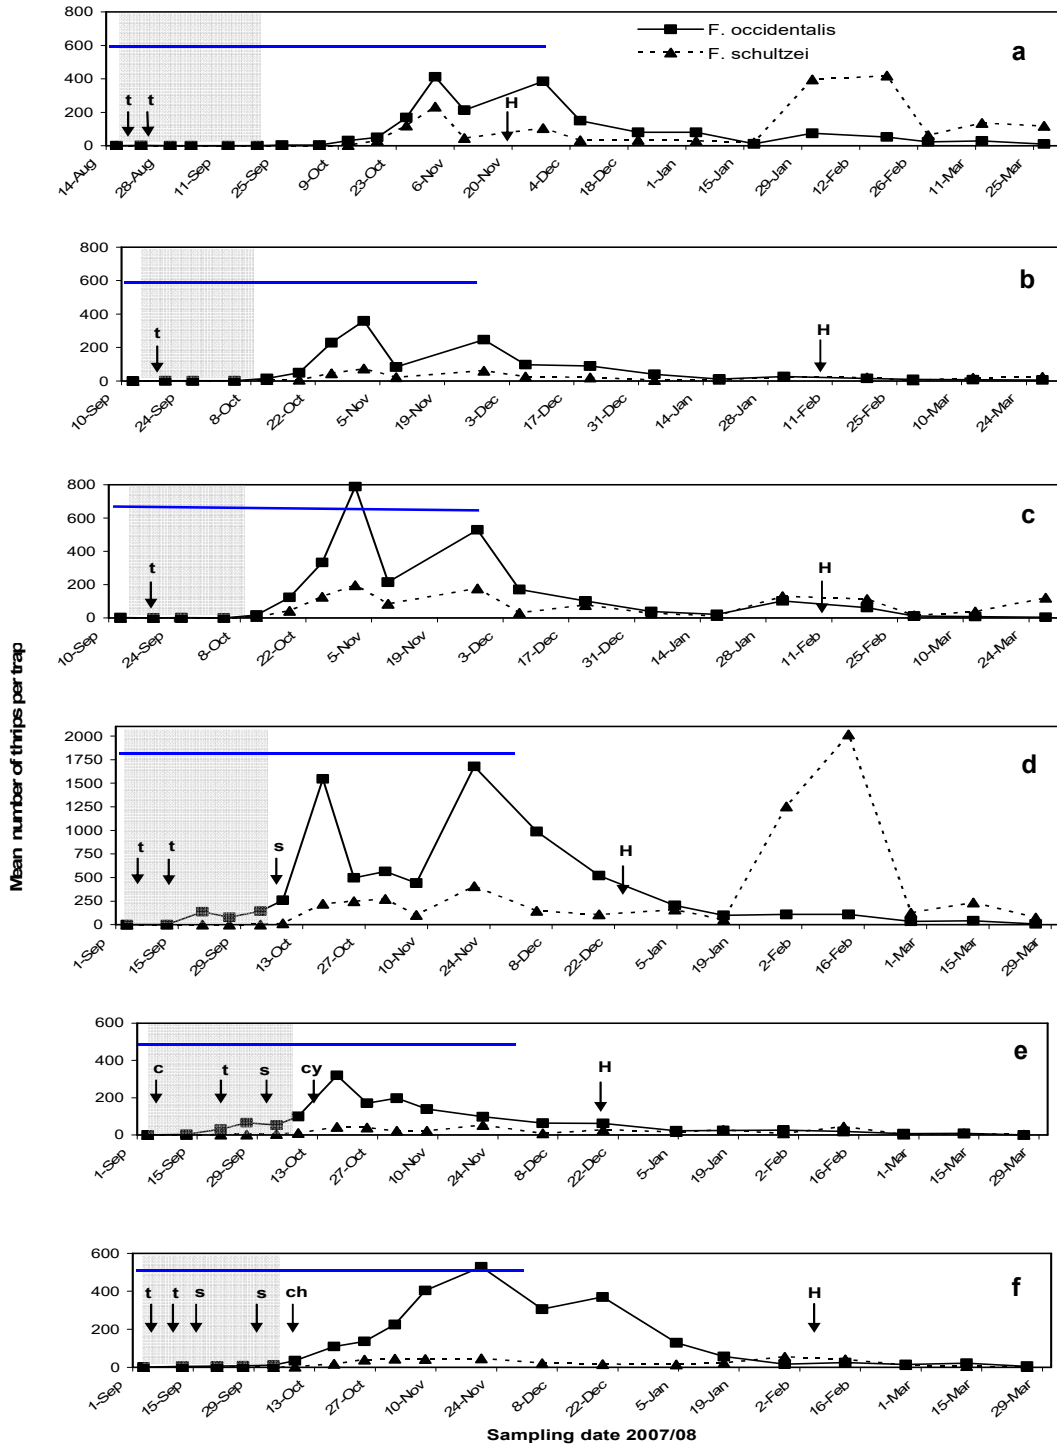 Mean number of thrips per trap
800
600
400
200
0
F. occidentalis
F. schultzei
a
t t H
14-Aug 28-Aug 11-Sep 25-Sep 9-Oct 23-Oct 6-Nov 20-Nov 4-Dec 18-Dec 1-Jan 15-Jan 29-Jan 12-Feb 26-Feb 11-Mar 25-Mar
800
600
400
200
0
b
t H
10-Sep 24-Sep 8-Oct 22-Oct 5-Nov 19-Nov 3-Dec 17-Dec 31-Dec 14-Jan 28-Jan 11-Feb 25-Feb 10-Mar 24-Mar
800
600
400
200
0
c
t H
10-Sep 24-Sep 8-Oct 22-Oct 5-Nov 19-Nov 3-Dec 17-Dec 31-Dec 14-Jan 28-Jan 11-Feb 25-Feb 10-Mar 24-Mar
2000
1750
1500
1250
1000
750
500
250
0
d
t t s H
1-Sep 15-Sep 29-Sep 13-Oct 27-Oct 10-Nov 24-Nov 8-Dec 22-Dec 5-Jan 19-Jan 2-Feb 16-Feb 1-Mar 15-Mar 29-Mar
600
400
200
0
e
c t s cy H
1-Sep 15-Sep 29-Sep 13-Oct 27-Oct 10-Nov 24-Nov 8-Dec 22-Dec 5-Jan 19-Jan 2-Feb 16-Feb 1-Mar 15-Mar 29-Mar
600
400
200
0
f
t t s s ch H
1-Sep 15-Sep 29-Sep 13-Oct 27-Oct 10-Nov 24-Nov 8-Dec 22-Dec 5-Jan 19-Jan 2-Feb 16-Feb 1-Mar 15-Mar 29-Mar
Sampling date 2007/08